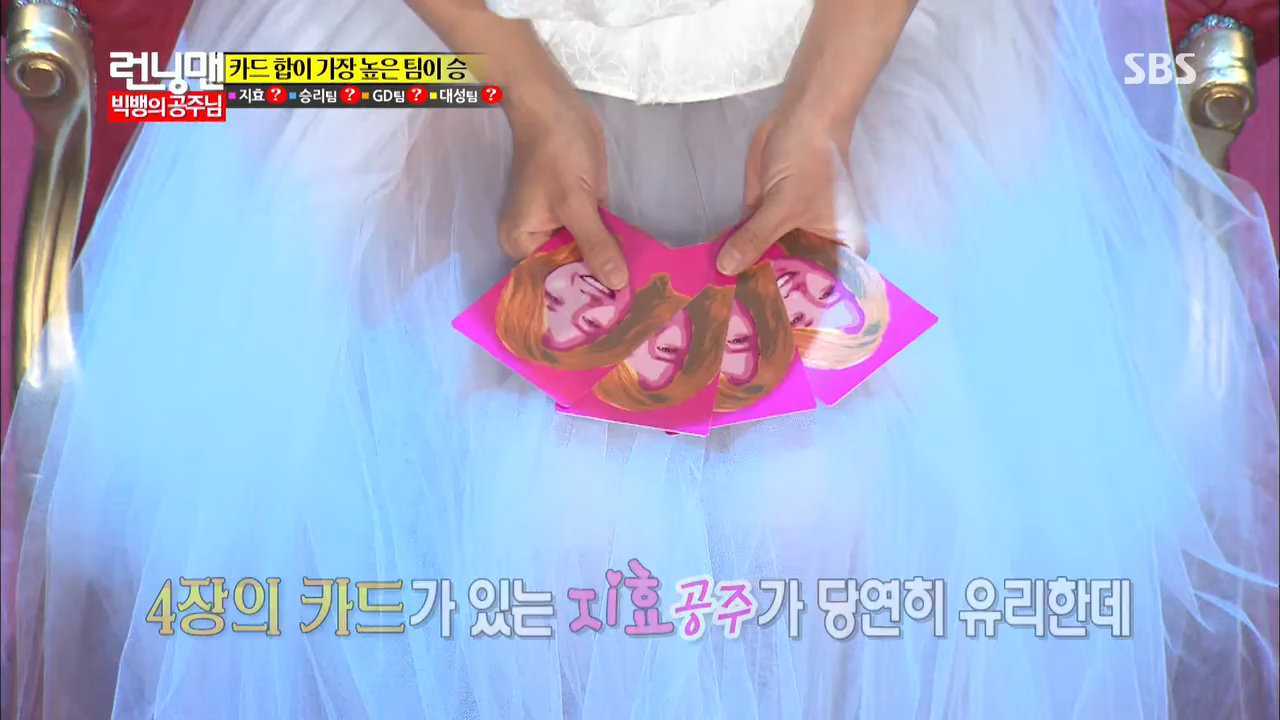 런닝맨 카드 합이 가장 높은 팀이 승
빅뱅의 공주님 지효 ? 승리팀 ? GD팀 ? 대성팀 ?
SBS
4장의 카드가 있는 지효공주가 당연히 유리한데